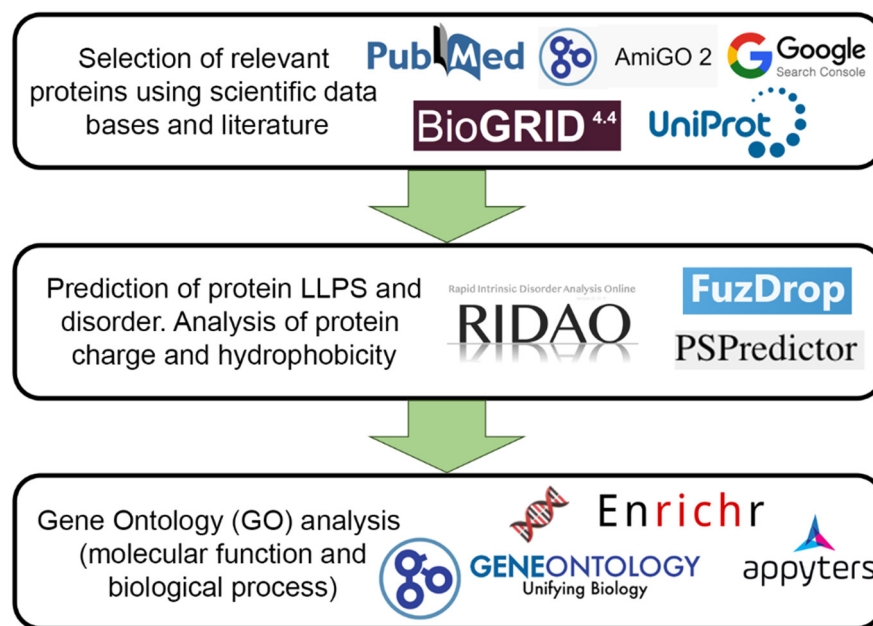 Selection of relevant
proteins using scientific data
bases and literature
PubMed
AmiGO 2
Google
Search Console
BioGRID 4.4
UniProt
Prediction of protein LLPS and
disorder. Analysis of protein
charge and hydrophobicity
Rapid Intrinsic Disorder Analysis Online
RIDAO
FuzDrop
PSPredictor
Gene Ontology (GO) analysis
(molecular function and
biological process)
Enrichr
GENEONTOLOGY
Unifying Biology
appyters